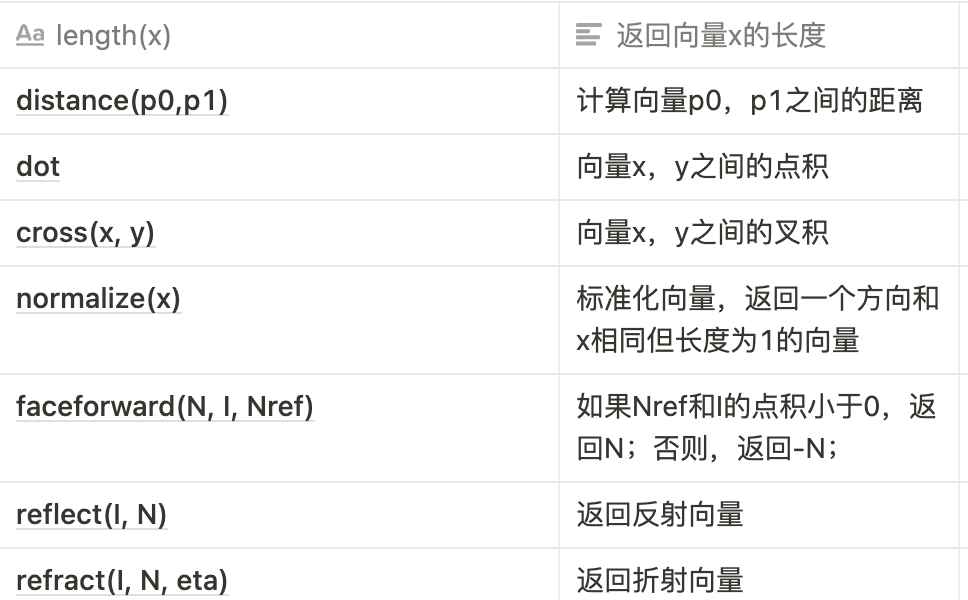 Aa length(x)
返回向量x的长度
distance(p0,p1)
计算向量p0，p1之间的距离
dot
向量x，y之间的点积
cross(x, y)
向量x，y之间的叉积
normalize(x)
标准化向量，返回一个方向和
x相同但长度为1的向量
faceforward(N, I, Nref)
如果Nref和I的点积小于0，返
回N；否则，返回-N；
reflect(I, N)
返回反射向量
refract(I, N, eta)
返回折射向量